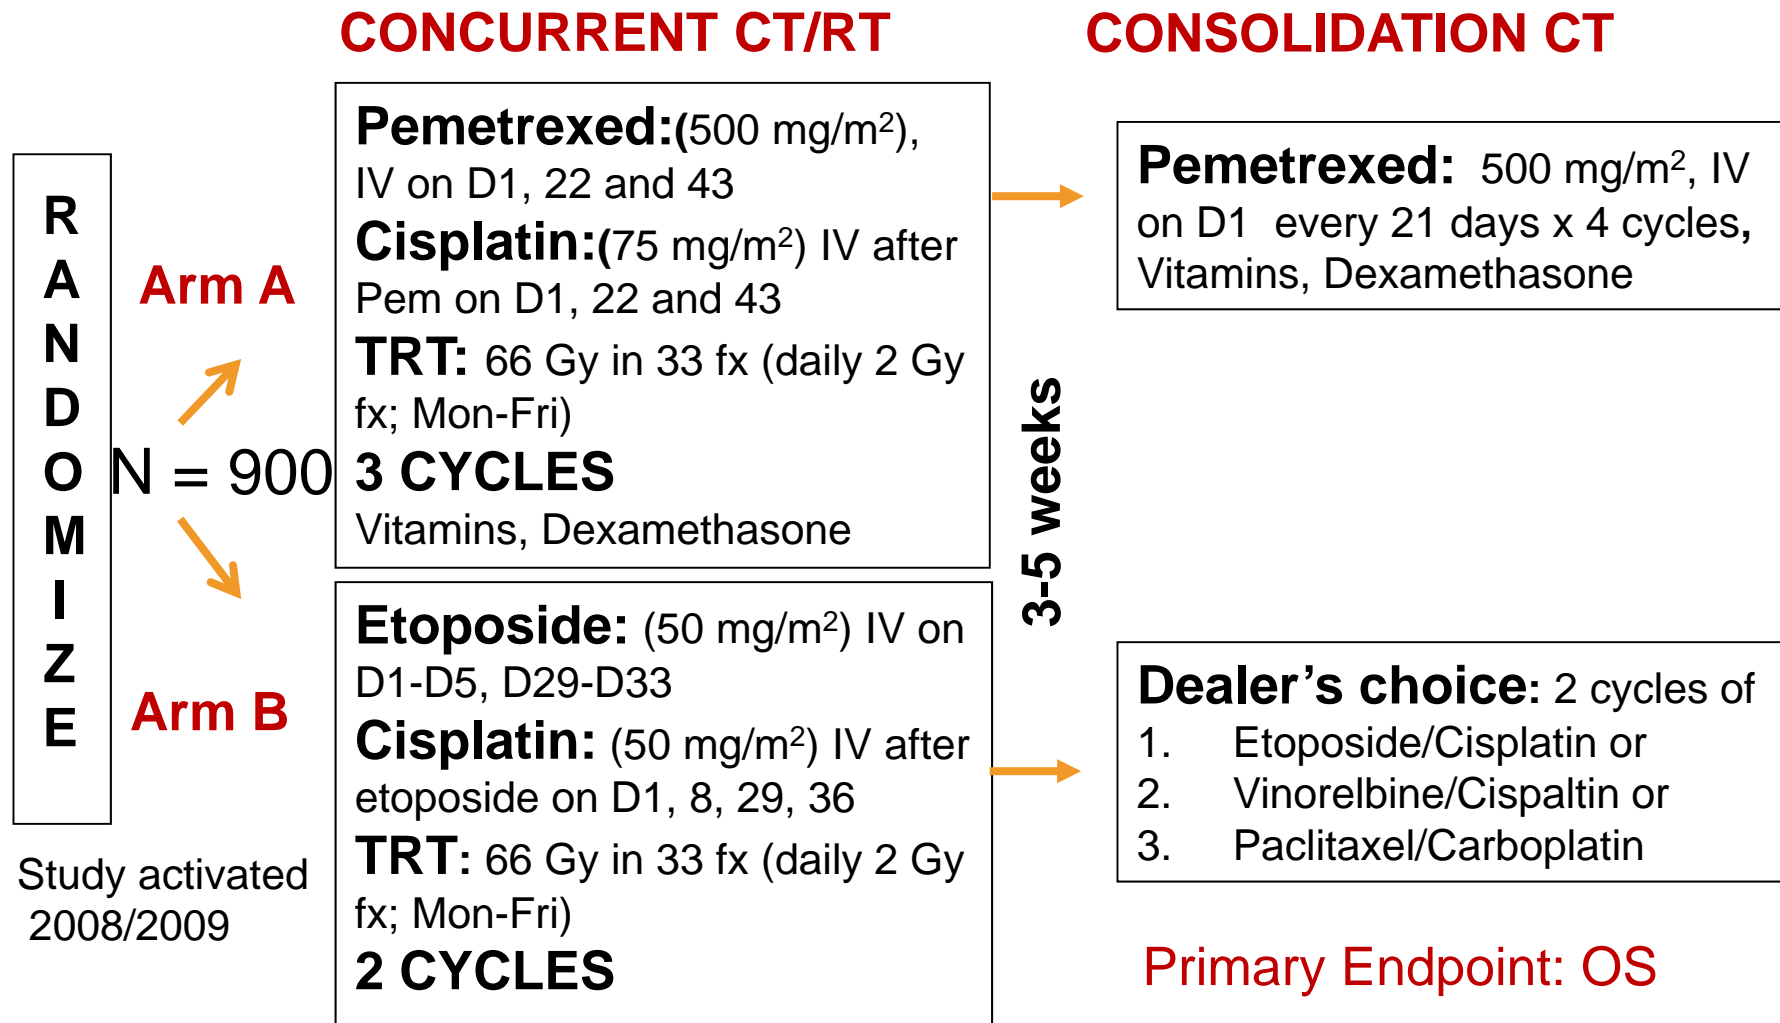 CONCURRENT CT/RT
CONSOLIDATION CT
RANDOMIZE
Arm A
N = 900
Arm B
Study activated
2008/2009
Pemetrexed:(500 mg/m²),
IV on D1, 22 and 43
Cisplatin:(75 mg/m²) IV after
Pem on D1, 22 and 43
TRT: 66 Gy in 33 fx (daily 2 Gy
fx; Mon-Fri)
3 CYCLES
Vitamins, Dexamethasone
Etoposide: (50 mg/m²) IV on
D1-D5, D29-D33
Cisplatin: (50 mg/m²) IV after
etoposide on D1, 8, 29, 36
TRT: 66 Gy in 33 fx (daily 2 Gy
fx; Mon-Fri)
2 CYCLES
3-5 weeks
Pemetrexed: 500 mg/m², IV
on D1 every 21 days x 4 cycles,
Vitamins, Dexamethasone
Dealer’s choice: 2 cycles of
1. Etoposide/Cisplatin or
2. Vinorelbine/Cispaltin or
3. Paclitaxel/Carboplatin
Primary Endpoint: OS